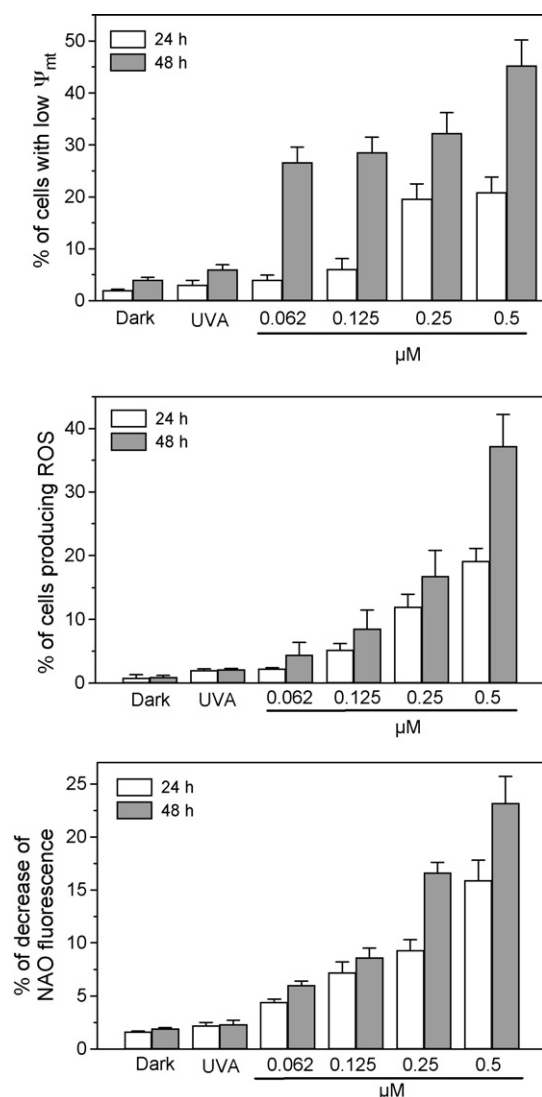 % of cells with low Ψmt
50
40
30
20
10
0
24 h
48 h
Dark UVA 0.062 0.125 0.25 0.5
µM
% of cells producing ROS
40
30
20
10
0
24 h
48 h
Dark UVA 0.062 0.125 0.25 0.5
µM
% of decrease of
NAO fluorescence
25
20
15
10
5
0
24 h
48 h
Dark UVA 0.062 0.125 0.25 0.5
µM